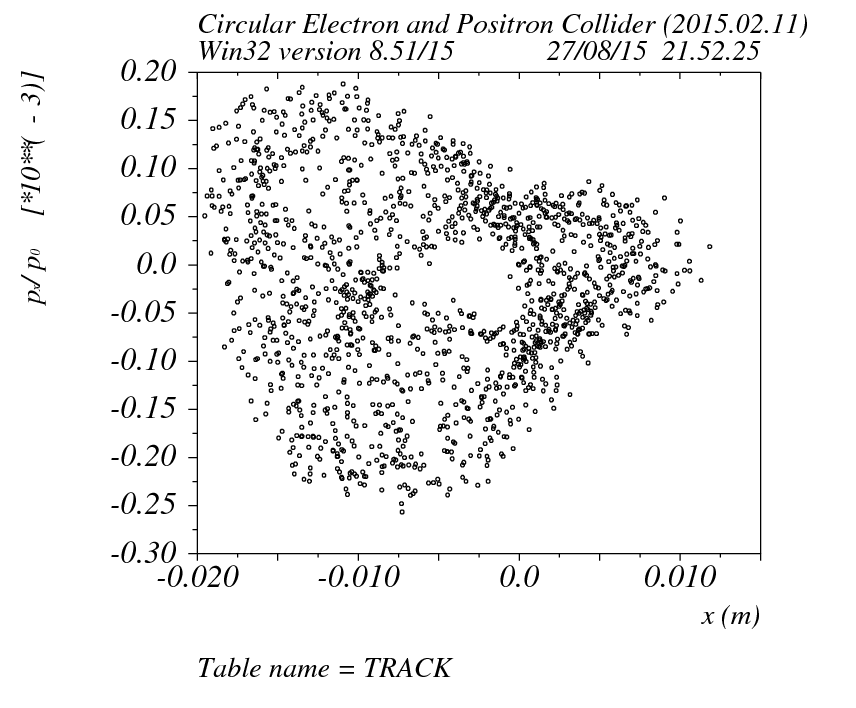 Circular Electron and Positron Collider (2015.02.11)
Win32 version 8.51/15 27/08/15 21.52.25
pₓ/ p₀ [*10**( - 3)]
0.20
0.15
0.10
0.05
0.0
-0.05
-0.10
-0.15
-0.20
-0.25
-0.30
-0.020 -0.010 0.0 0.010
x (m)
Table name = TRACK